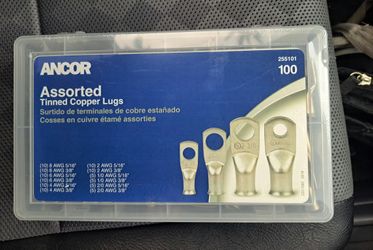 ANCOR
255101
100
Assorted
Tinned Copper Lugs
Surtido de terminales de cobre estañado
Cosses en cuivre étamé assorties
(10) 8 AWG 5/16"
(10) 8 AWG 3/8"
(10) 6 AWG 5/16"
(10) 6 AWG 3/8"
(10) 4 AWG 5/16"
(10) 4 AWG 3/8"
(10) 2 AWG 5/16"
(10) 2 AWG 3/8"
(5) 1/0 AWG 5/16"
(5) 1/0 AWG 3/8"
(5) 2/0 AWG 5/16"
(5) 2/0 AWG 3/8"